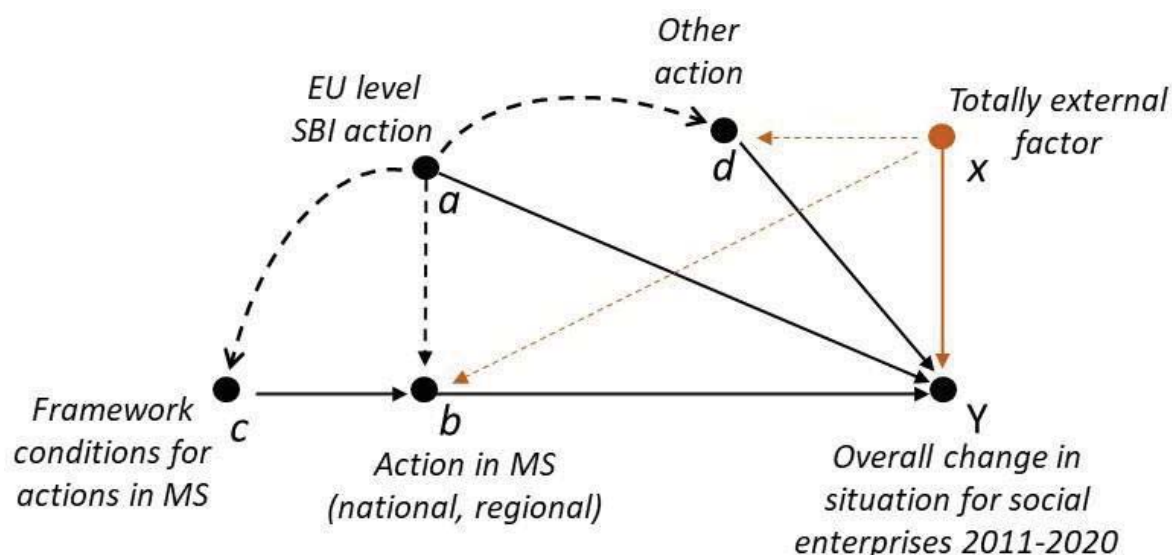 Other
action
EU level
SBI action
Totally external
factor
d
x
a
c
b
Y
Framework
conditions for
actions in MS
Action in MS
(national, regional)
Overall change in
situation for social
enterprises 2011-2020